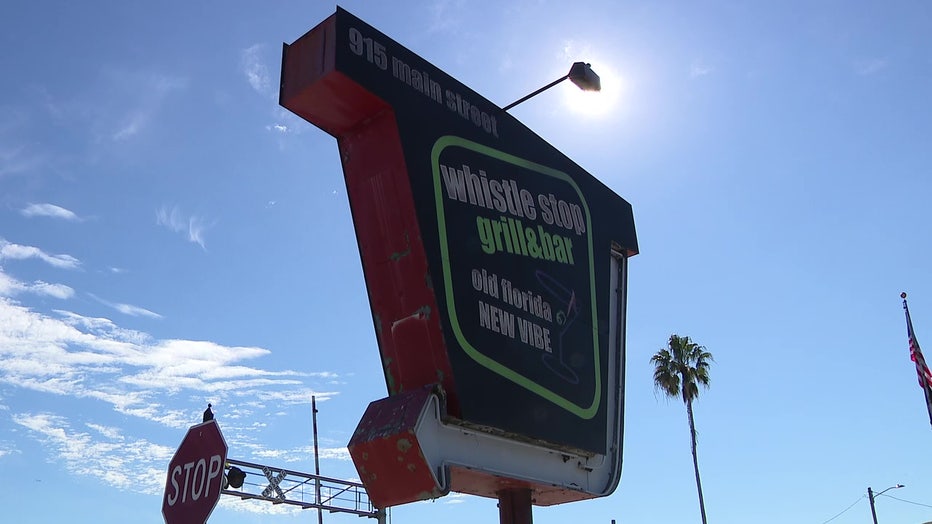 915 main street
whistle stop
grill&bar
old florida
NEW VIBE
STOP